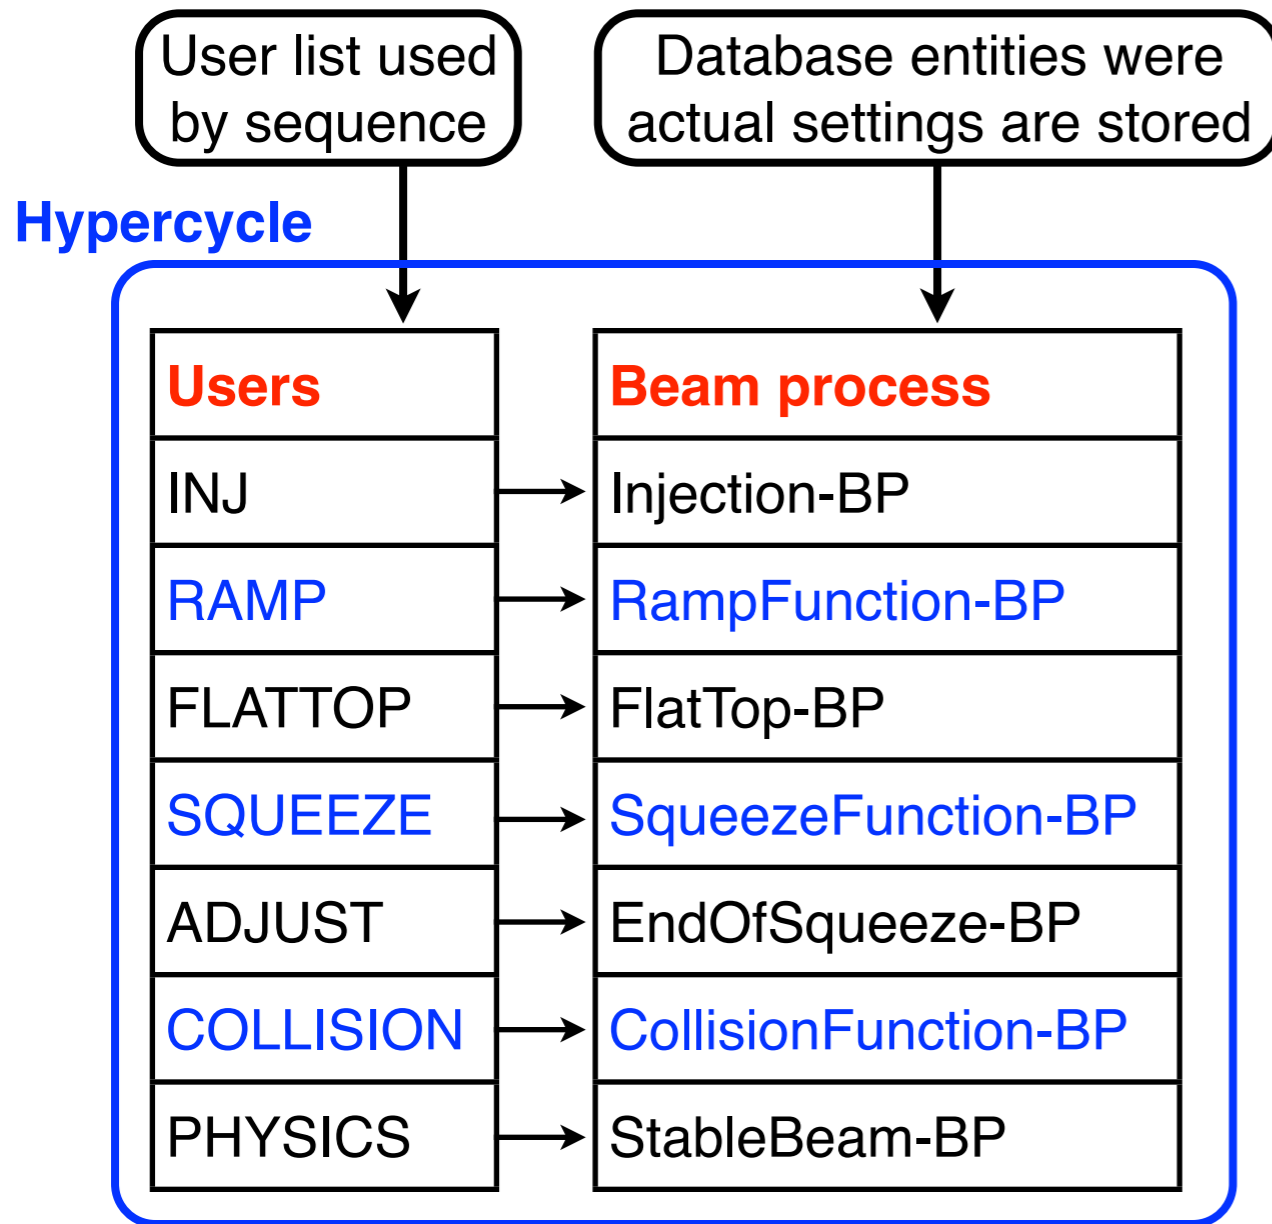 User list used
by sequence
Database entities were
actual settings are stored
Hypercycle
Users
Beam process
INJ
Injection-BP
RAMP
RampFunction-BP
FLATTOP
FlatTop-BP
SQUEEZE
SqueezeFunction-BP
ADJUST
EndOfSqueeze-BP
COLLISION
CollisionFunction-BP
PHYSICS
StableBeam-BP